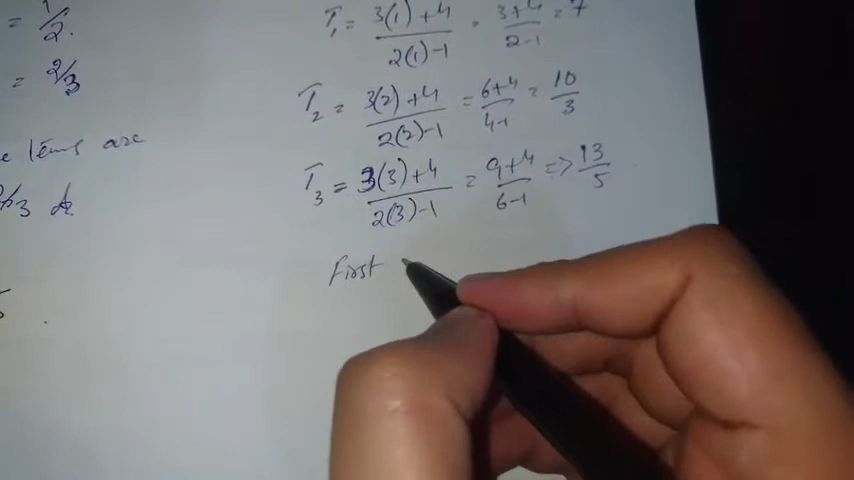 = 1/2.
= 2/3
terms are
2/3 &
T₁ = 3(1)+4 / 2(1)-1 = 3+4 / 2-1 = 7
T₂ = 3(2)+4 / 2(2)-1 = 6+4 / 4-1 = 10/3
T₃ = 3(3)+4 / 2(3)-1 = 9+4 / 6-1 => 13/5
First